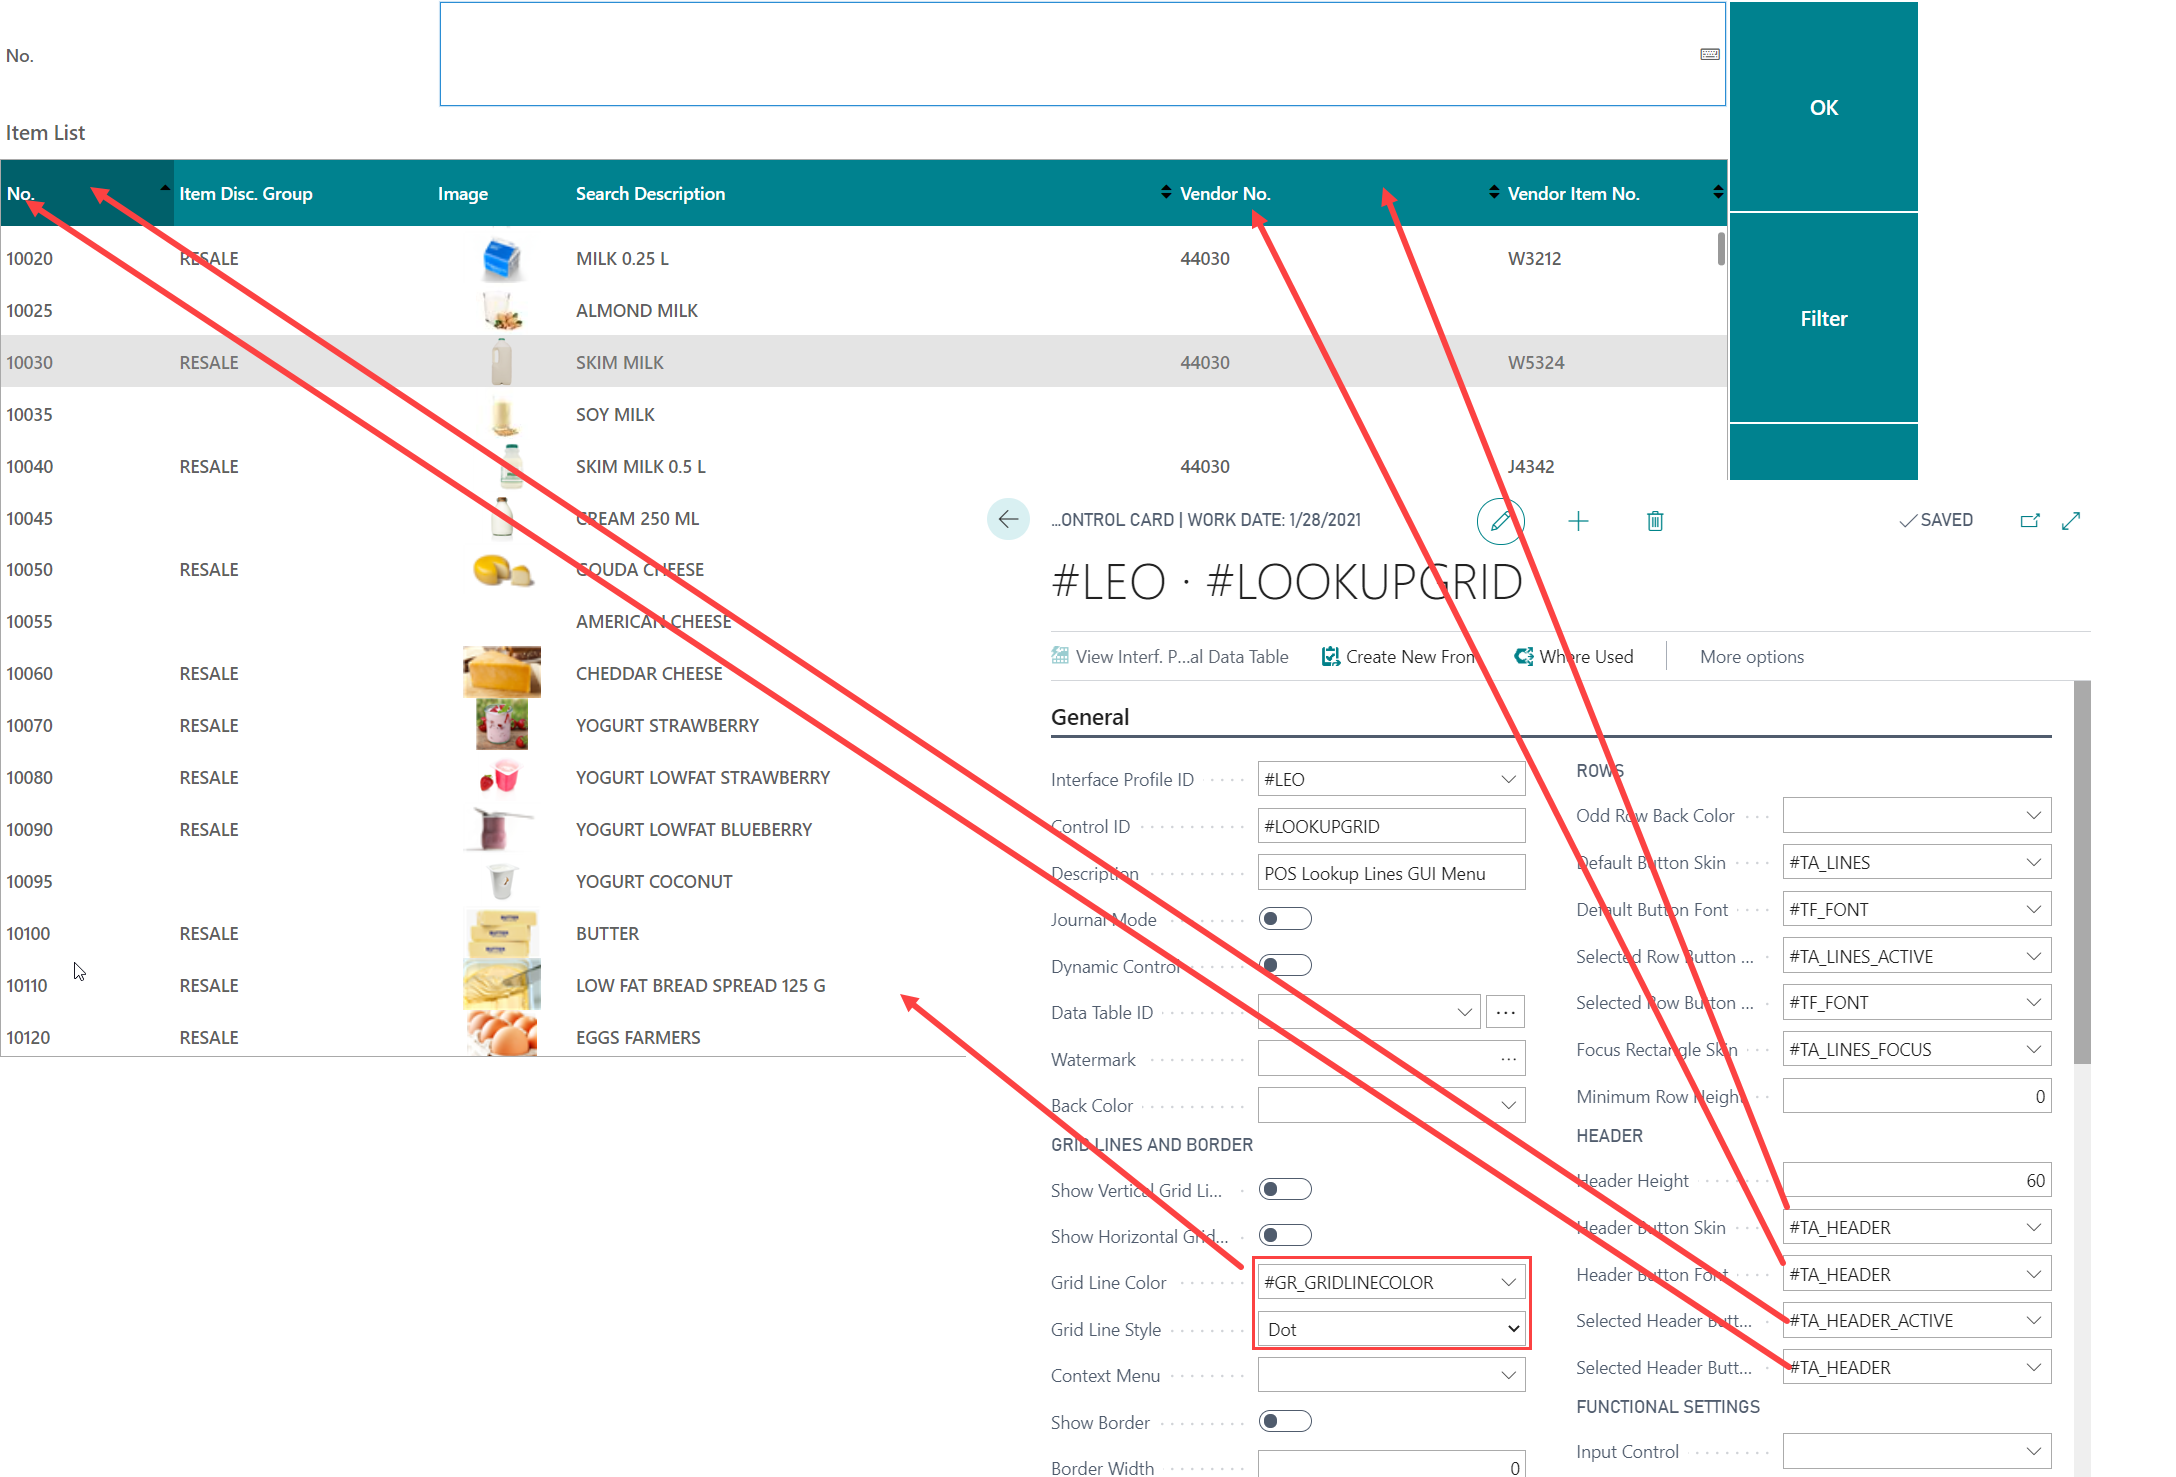 No.
OK
Filter
Item List
No. Item Disc. Group Image Search Description Vendor No. Vendor Item No.
10020 RESALE MILK 0.25 L 44030 W3212
10025 ALMOND MILK
10030 RESALE SKIM MILK 44030 W5324
10035 SOY MILK
10040 RESALE SKIM MILK 0.5 L 44030 J4342
10045 CREAM 250 ML
10050 RESALE GOUDA CHEESE
10055 AMERICAN CHEESE
10060 RESALE CHEDDAR CHEESE
10070 RESALE YOGURT STRAWBERRY
10080 RESALE YOGURT LOWFAT STRAWBERRY
10090 RESALE YOGURT LOWFAT BLUEBERRY
10095 YOGURT COCONUT
10100 RESALE BUTTER
10110 RESALE LOW FAT BREAD SPREAD 125 G
10120 RESALE EGGS FARMERS
...ONTROL CARD | WORK DATE: 1/28/2021
SAVED
#LEO · #LOOKUPGRID
View Interf. P...al Data Table Create New From Where Used More options
General
Interface Profile ID #LEO
Control ID #LOOKUPGRID
Description POS Lookup Lines GUI Menu
Journal Mode
Dynamic Control
Data Table ID ...
Watermark ...
Back Color
GRID LINES AND BORDER
Show Vertical Grid Li...
Show Horizontal Grid...
Grid Line Color #GR_GRIDLINECOLOR
Grid Line Style Dot
Context Menu
Show Border
Border Width 0
ROWS
Odd Row Back Color
Default Button Skin #TA_LINES
Default Button Font #TF_FONT
Selected Row Button ... #TA_LINES_ACTIVE
Selected Row Button ... #TF_FONT
Focus Rectangle Skin #TA_LINES_FOCUS
Minimum Row Height 0
HEADER
Header Height 60
Header Button Skin #TA_HEADER
Header Button Font #TA_HEADER
Selected Header Butt... #TA_HEADER_ACTIVE
Selected Header Butt... #TA_HEADER
FUNCTIONAL SETTINGS
Input Control